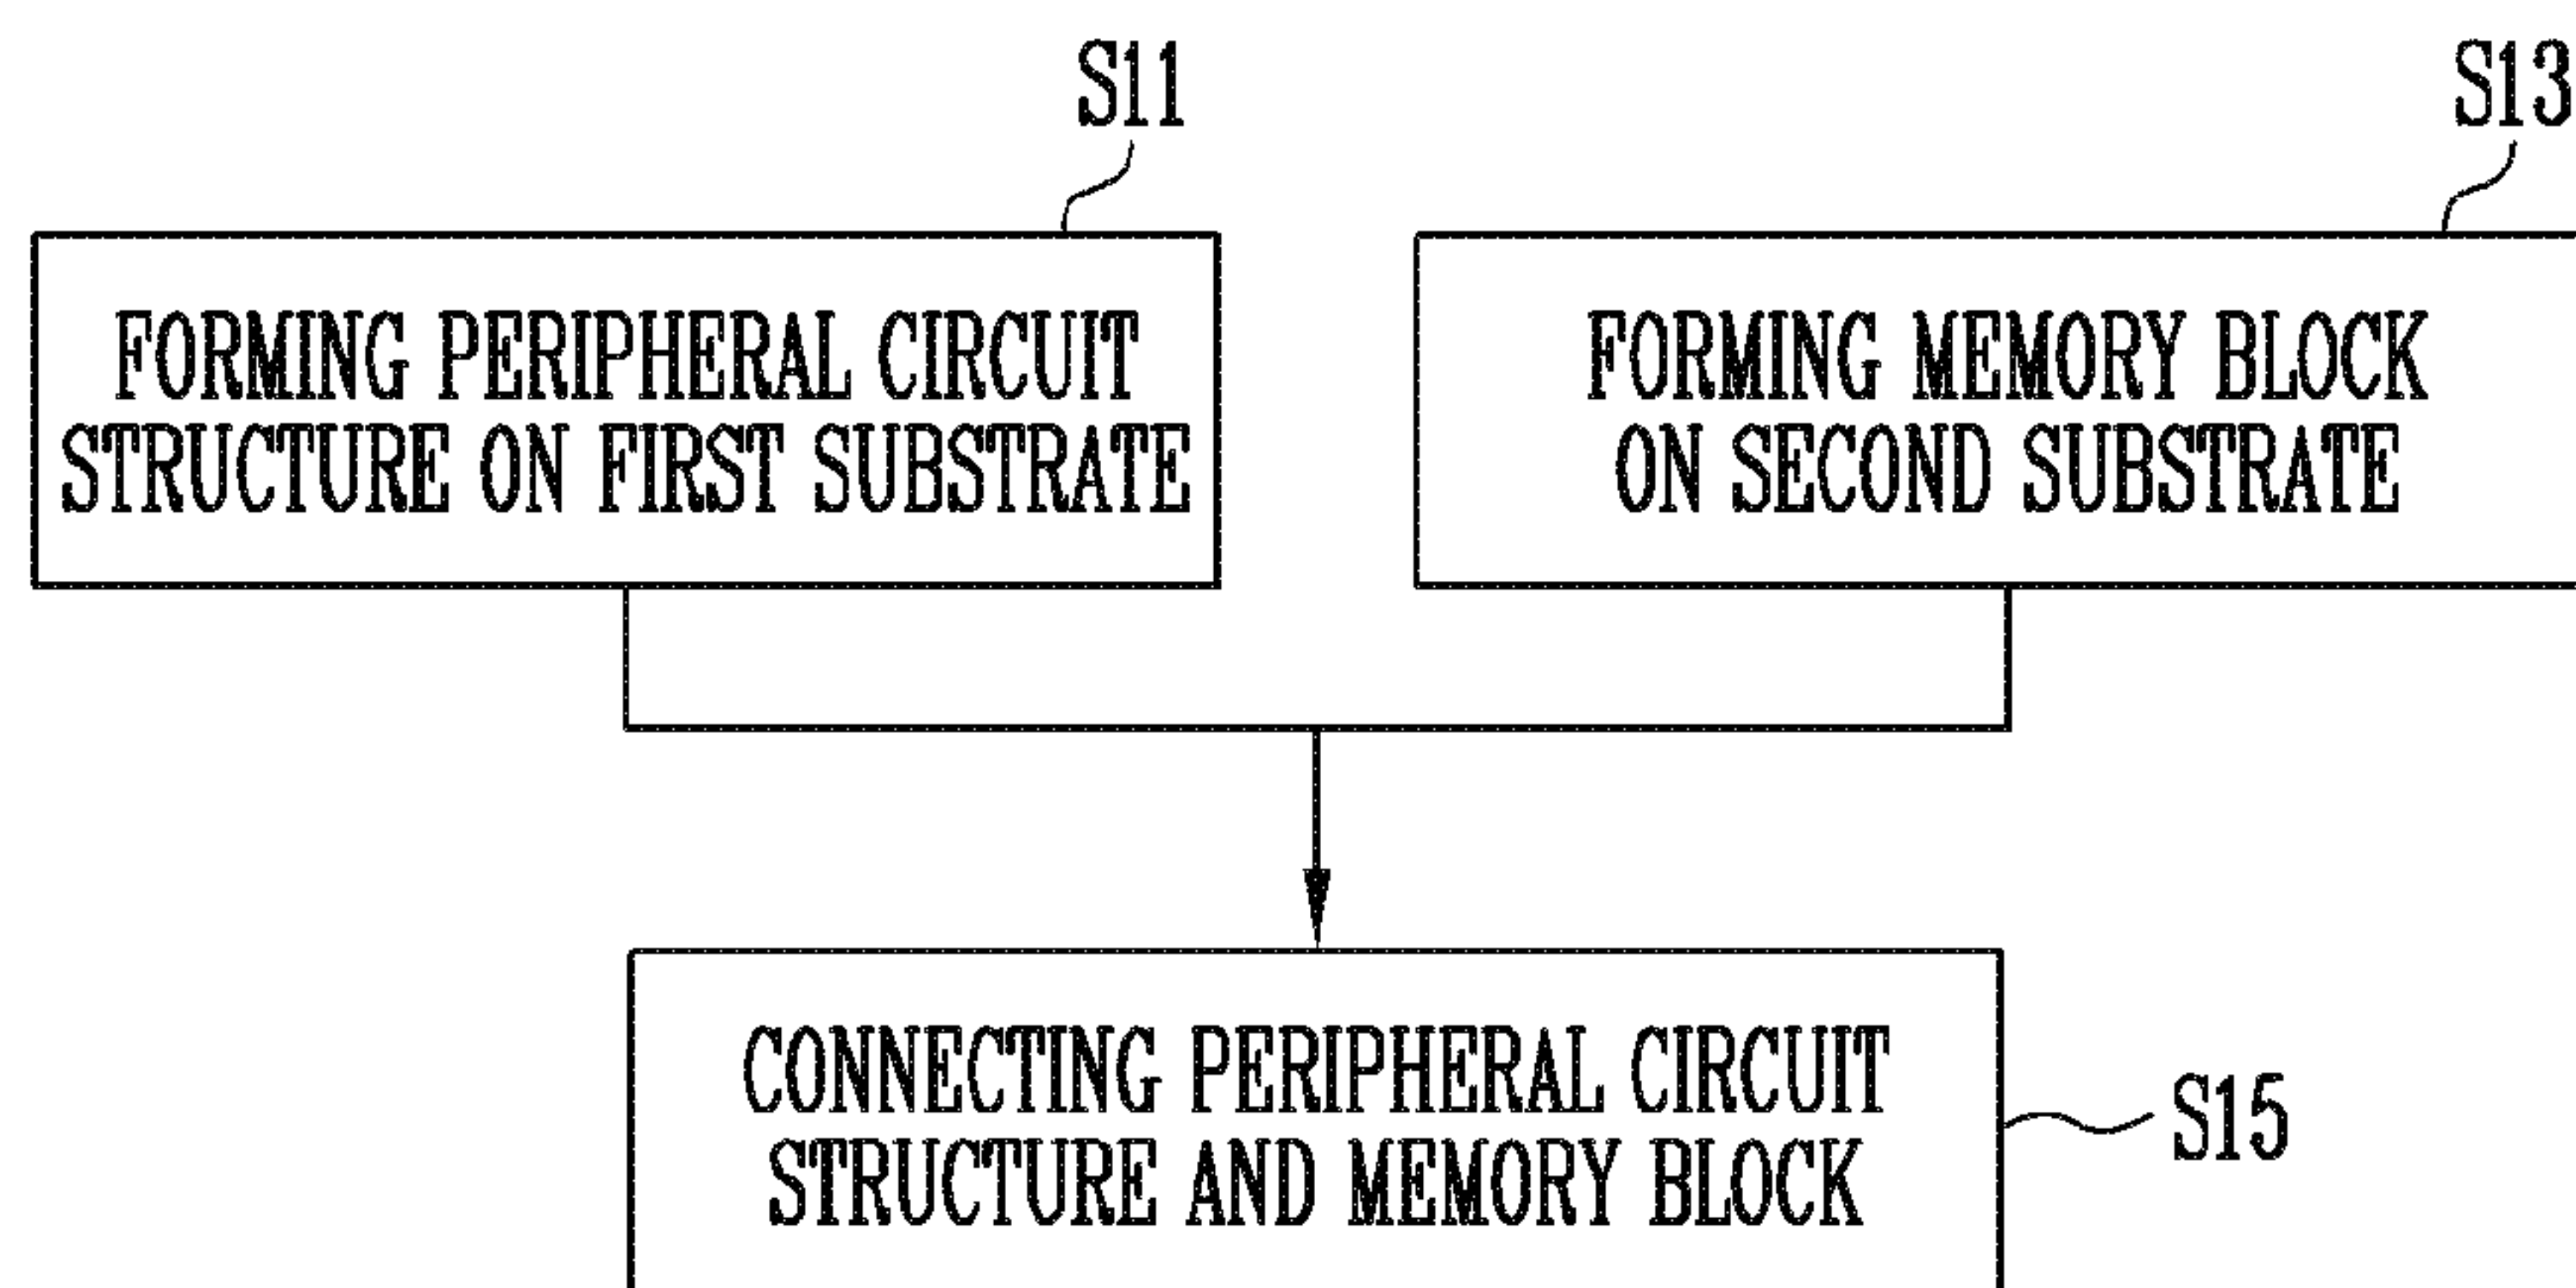 S11
S13
FORMING PERIPHERAL CIRCUIT
STRUCTURE ON FIRST SUBSTRATE
FORMING MEMORY BLOCK
ON SECOND SUBSTRATE
CONNECTING PERIPHERAL CIRCUIT
STRUCTURE AND MEMORY BLOCK
S15